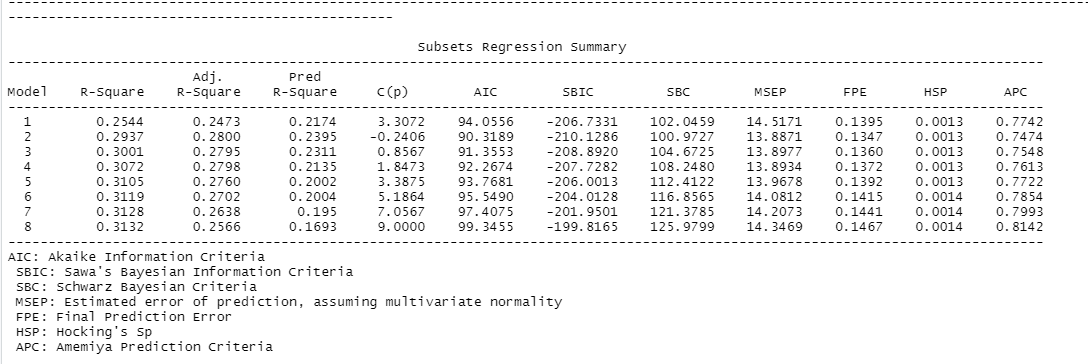 Subsets Regression Summary
Adj. Pred
Model R-Square R-Square R-Square C(p) AIC SBIC SBC MSEP FPE HSP APC
1 0.2544 0.2473 0.2174 3.3072 94.0556 -206.7331 102.0459 14.5171 0.1395 0.0013 0.7742
2 0.2937 0.2800 0.2395 -0.2406 90.3189 -210.1286 100.9727 13.8871 0.1347 0.0013 0.7474
3 0.3001 0.2795 0.2311 0.8567 91.3553 -208.8920 104.6725 13.8977 0.1360 0.0013 0.7548
4 0.3072 0.2798 0.2135 1.8473 92.2674 -207.7282 108.2480 13.8934 0.1372 0.0013 0.7613
5 0.3105 0.2760 0.2002 3.3875 93.7681 -206.0013 112.4122 13.9678 0.1392 0.0013 0.7722
6 0.3119 0.2702 0.2004 5.1864 95.5490 -204.0128 116.8565 14.0812 0.1415 0.0014 0.7854
7 0.3128 0.2638 0.195 7.0567 97.4075 -201.9501 121.3785 14.2073 0.1441 0.0014 0.7993
8 0.3132 0.2566 0.1693 9.0000 99.3455 -199.8165 125.9799 14.3469 0.1467 0.0014 0.8142
AIC: Akaike Information Criteria
SBIC: Sawa's Bayesian Information Criteria
SBC: Schwarz Bayesian Criteria
MSEP: Estimated error of prediction, assuming multivariate normality
FPE: Final Prediction Error
HSP: Hocking's Sp
APC: Amemiya Prediction Criteria